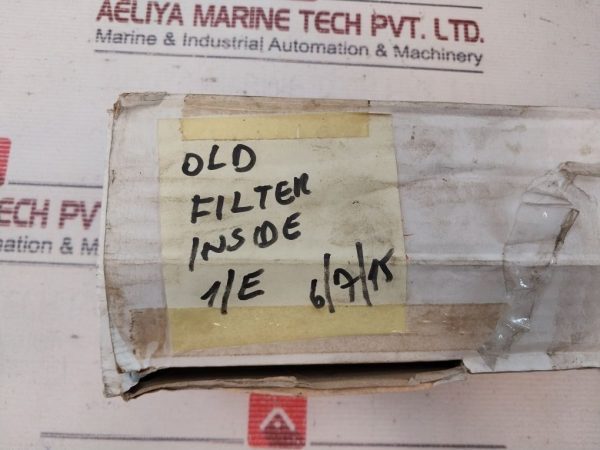 AELIYA MARINE TECH PVT. LTD.
Marine & Industrial Automation & Machinery
ECH PV
ation & M
OLD
FILTER
INSIDE
1/E 6/7/15